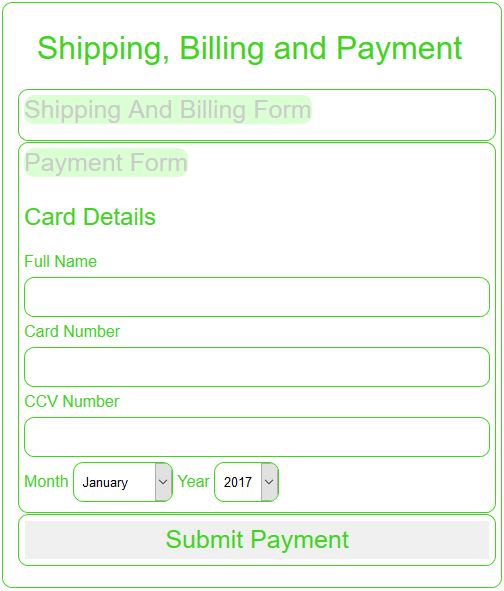 Shipping, Billing and Payment
Shipping And Billing Form
Payment Form
Card Details
Full Name
Card Number
CCV Number
Month January Year 2017
Submit Payment